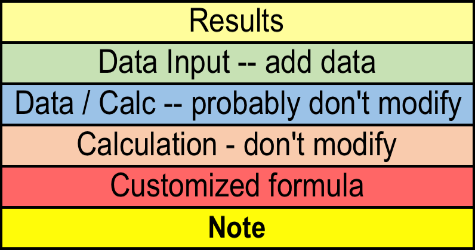 Results
Data Input -- add data
Data / Calc -- probably don't modify
Calculation - don't modify
Customized formula
Note